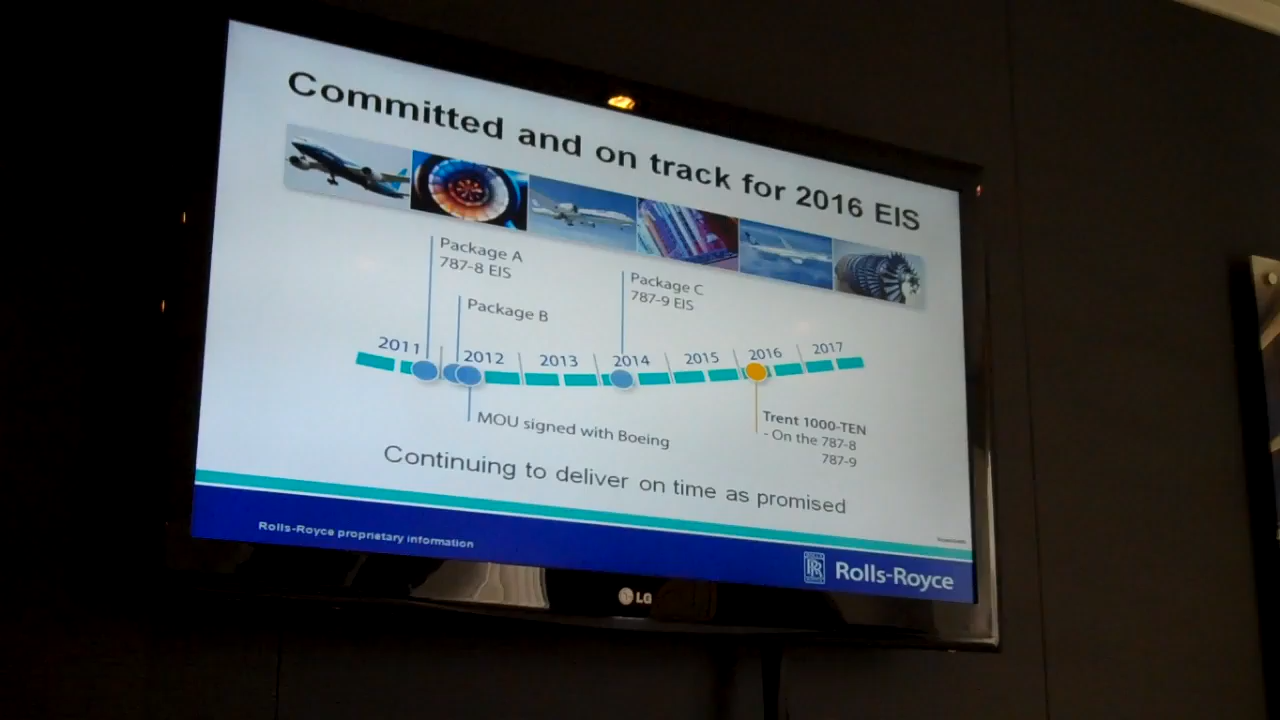 Committed and on track for 2016 EIS
Package A
787-8 EIS
Package B
Package C
787-9 EIS
2011 2012 2013 2014 2015 2016 2017
MOU signed with Boeing
Trent 1000-TEN
- On the 787-8
787-9
Continuing to deliver on time as promised
Rolls-Royce proprietary information
Rolls-Royce
LG